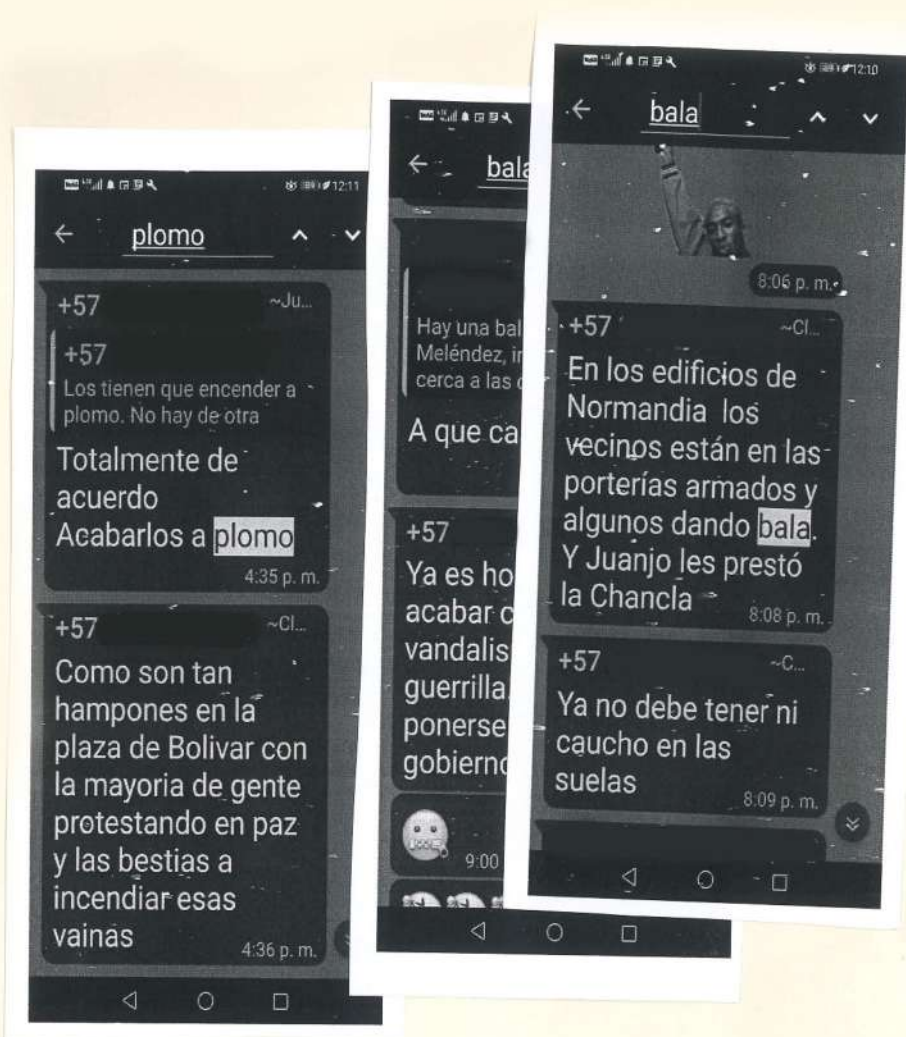 12:11
plomo
+57
~Ju...
+57
Los tienen que encender a
plomo. No hay de otra
Totalmente de
acuerdo
Acabarlos a plomo
4:35 p. m.
+57
~Cl...
Como son tan
hampones en la
plaza de Bolivar con
la mayoria de gente
protestando en paz
y las bestias a
incendiar esas
vainas
4:36 p. m.
bala
Hay una bal
Meléndez, ir
cerca a las
A que ca
+57
Ya es ho
acabar c
vandalis
guerrilla.
ponerse
gobierno
9:00
12:10
bala
8:06 p. m.
+57
~Cl...
En los edificios de
Normandia los
vecinos están en las
porterías armados y
algunos dando bala.
Y Juanjo les prestó
la Chancla
8:08 p. m.
+57
~C...
Ya no debe tener ni
caucho en las
suelas
8:09 p. m.